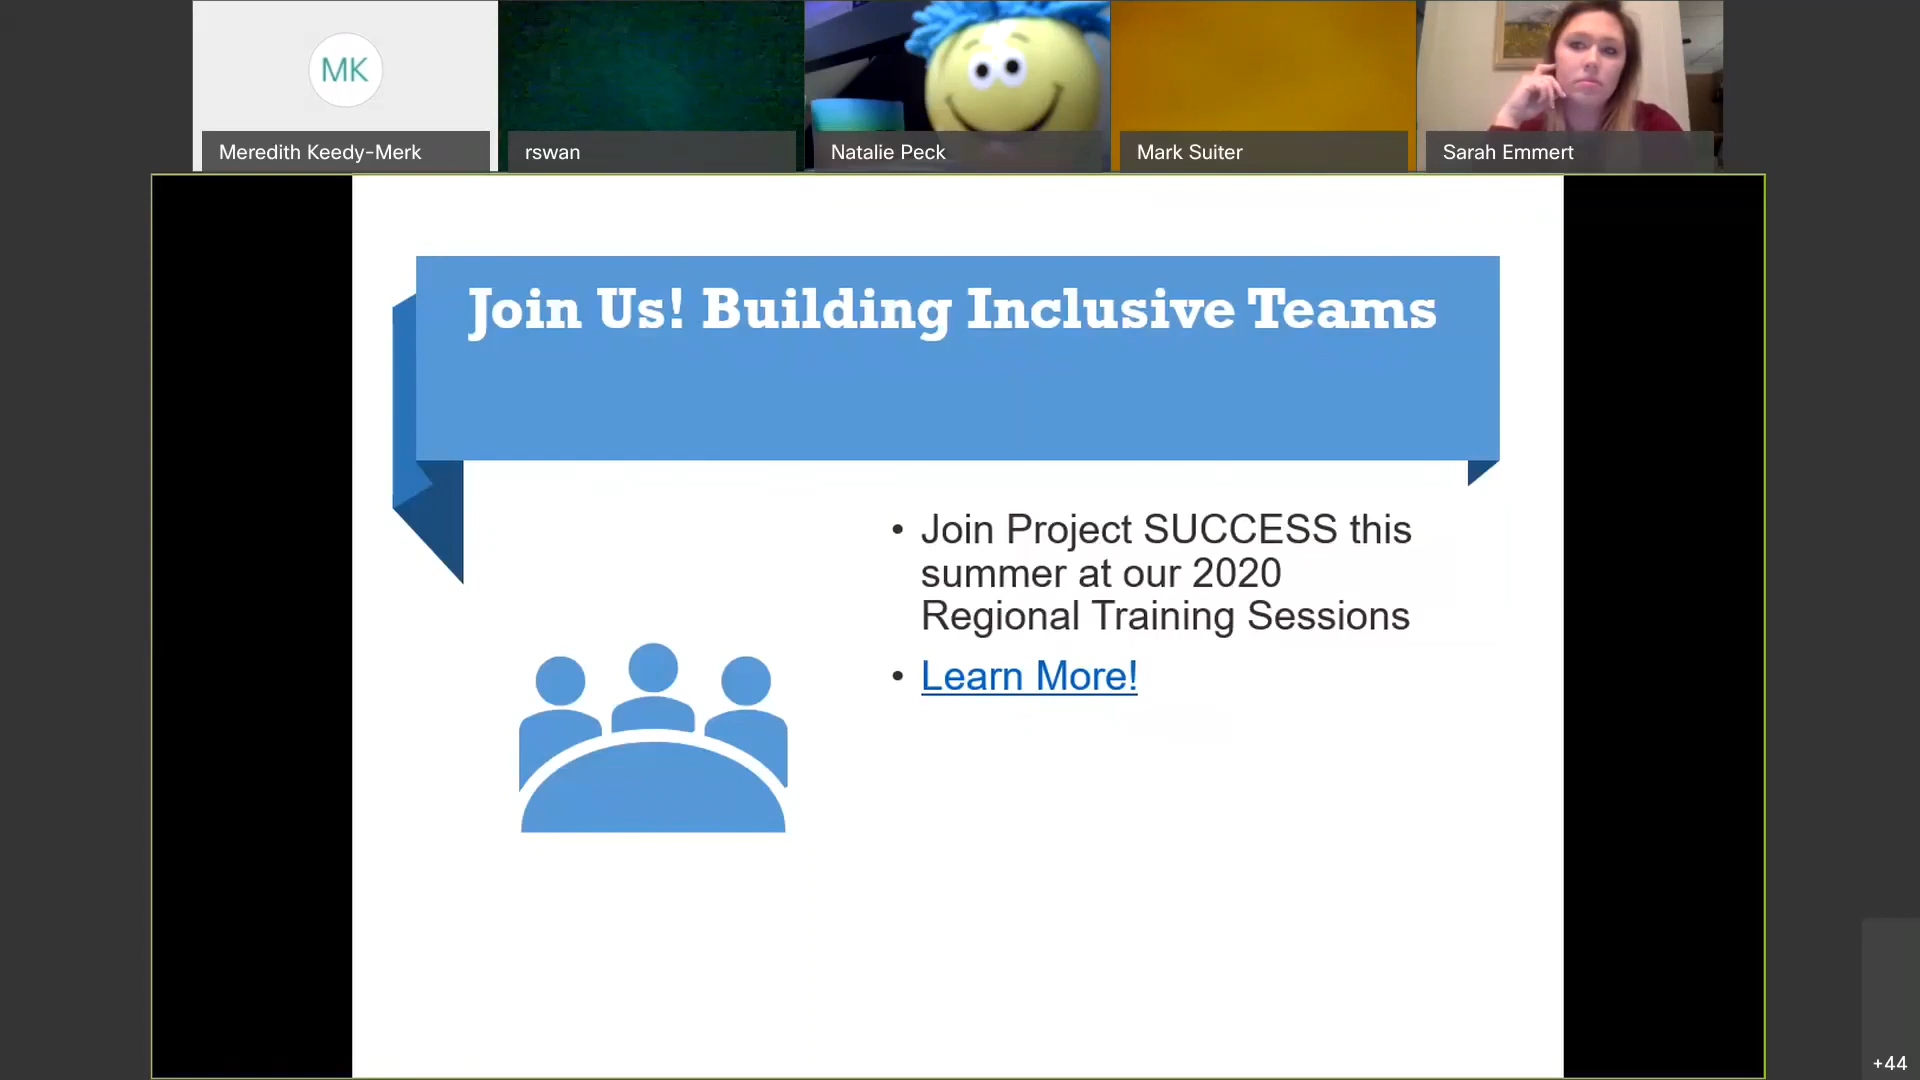 MK
Meredith Keedy-Merk
rswan
Natalie Peck
Mark Suiter
Sarah Emmert
Join Us! Building Inclusive Teams
• Join Project SUCCESS this
summer at our 2020
Regional Training Sessions
• Learn More!
+44